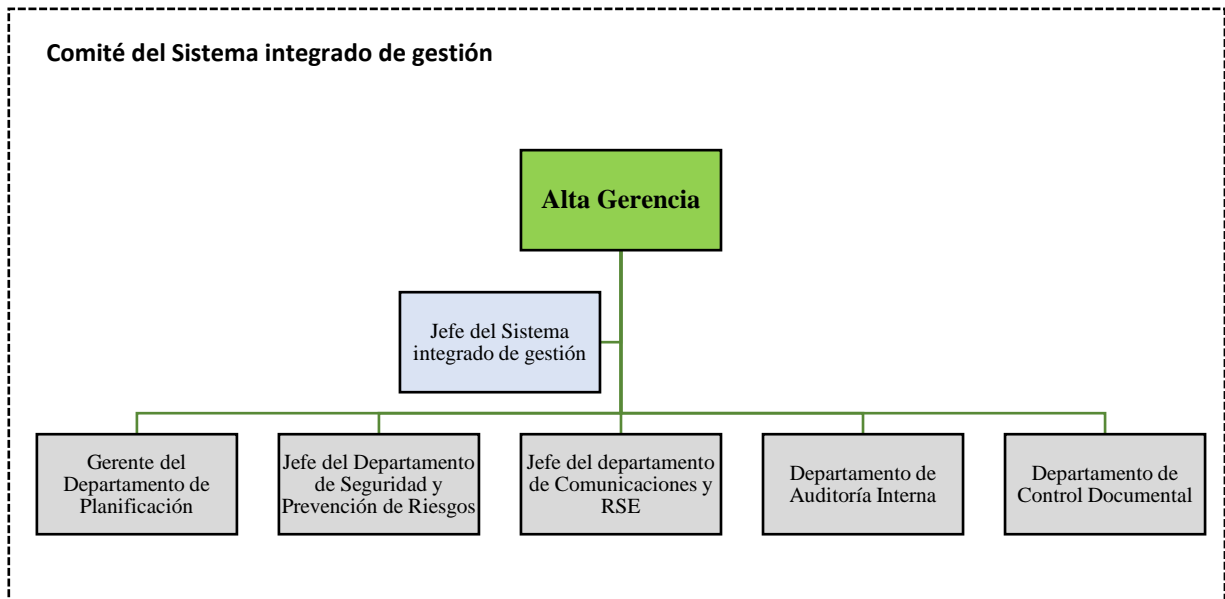 Comité del Sistema integrado de gestión
Alta Gerencia
Jefe del Sistema
integrado de gestión
Gerente del
Departamento de
Planificación
Jefe del Departamento
de Seguridad y
Prevención de Riesgos
Jefe del departamento
de Comunicaciones y
RSE
Departamento de
Auditoría Interna
Departamento de
Control Documental